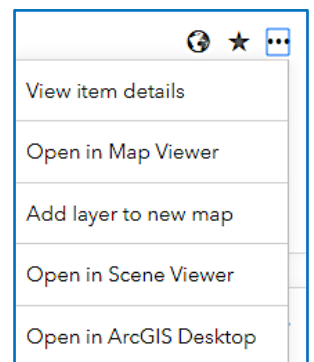 View item details
Open in Map Viewer
Add layer to new map
Open in Scene Viewer
Open in ArcGIS Desktop